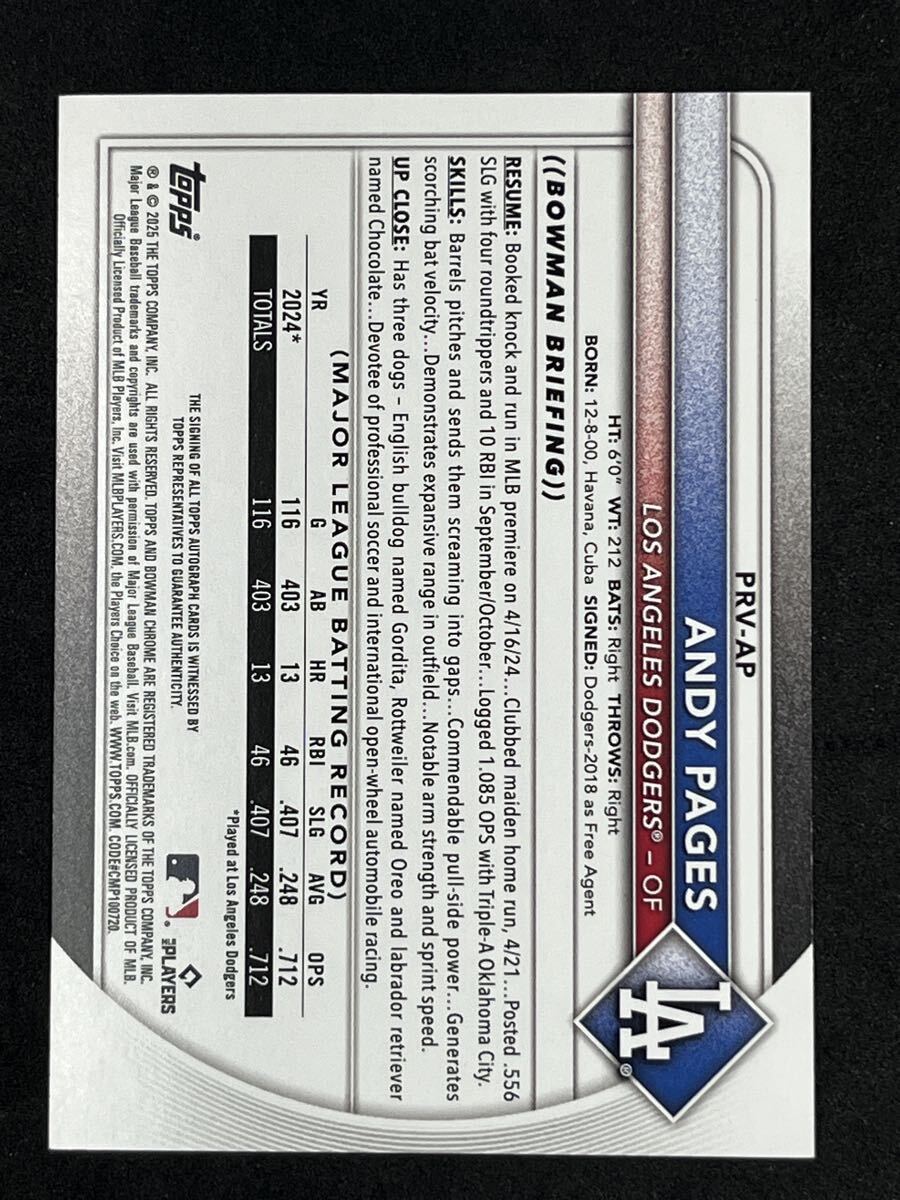 PRV-AP
ANDY PAGES
LOS ANGELES DODGERS® – OF
LA®
HT: 6'0" WT: 212 BATS: Right THROWS: Right
BORN: 12-8-00, Havana, Cuba SIGNED: Dodgers-2018 as Free Agent
((BOWMAN BRIEFING))
RESUME: Booked knock and run in MLB premiere on 4/16/24...Clubbed maiden home run, 4/21...Posted .556
SLG with four roundtrippers and 10 RBI in September/October...Logged 1.085 OPS with Triple-A Oklahoma City.
SKILLS: Barrels pitches and sends them screaming into gaps...Commendable pull-side power...Generates
scorching bat velocity...Demonstrates expansive range in outfield...Notable arm strength and sprint speed.
UP CLOSE: Has three dogs – English bulldog named Gordita, Rottweiler named Oreo and labrador retriever
named Chocolate...Devotee of professional soccer and international open-wheel automobile racing.
(MAJOR LEAGUE BATTING RECORD)
YR G AB HR RBI SLG AVG OPS
2024* 116 403 13 46 .407 .248 .712
TOTALS 116 403 13 46 .407 .248 .712
*Played at Los Angeles Dodgers
topps®
THE SIGNING OF ALL TOPPS AUTOGRAPH CARDS IS WITNESSED BY
TOPPS REPRESENTATIVES TO GUARANTEE AUTHENTICITY.
MLB PLAYERS
® & © 2025 THE TOPPS COMPANY, INC. ALL RIGHTS RESERVED. TOPPS AND BOWMAN CHROME ARE REGISTERED TRADEMARKS OF THE TOPPS COMPANY, INC.
Major League Baseball trademarks and copyrights are used with permission of Major League Baseball. Visit MLB.com. OFFICIALLY LICENSED PRODUCT OF MLB.
Officially Licensed Product of MLB Players, Inc. Visit MLBPLAYERS.COM, the Players Choice on the web. WWW.TOPPS.COM. CODE#CMP100720.